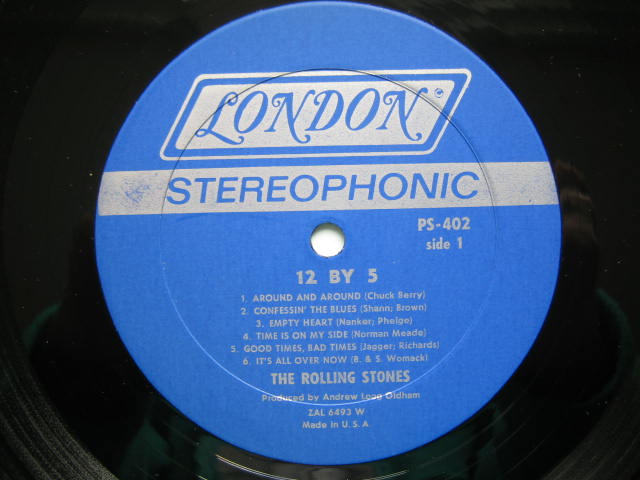 LONDON
STEREOPHONIC
PS-402
side 1
12 BY 5
1. AROUND AND AROUND (Chuck Berry)
2. CONFESSIN' THE BLUES (Shann; Brown)
3. EMPTY HEART (Nanker; Phelge)
4. TIME IS ON MY SIDE (Norman Meade)
5. GOOD TIMES, BAD TIMES (Jagger; Richards)
6. IT'S ALL OVER NOW (B. & S. Womack)
THE ROLLING STONES
Produced by Andrew Loog Oldham
ZAL 6493 W
Made in U. S. A